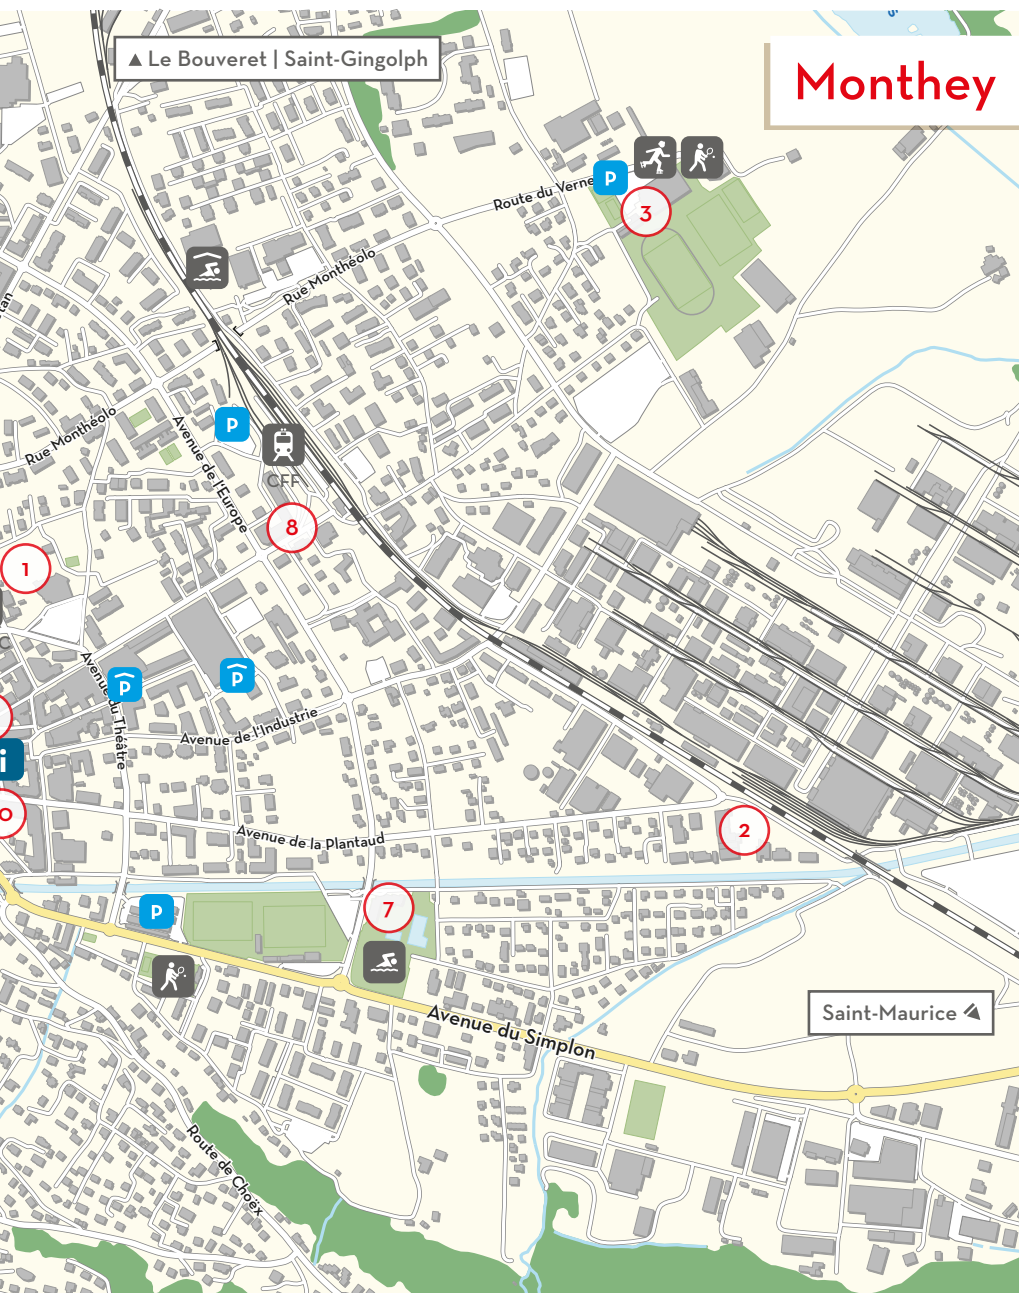 ▲ Le Bouveret | Saint-Gingolph
Monthey
P
Route du Verne
3
Rue Monthéolo
tan
P
Rue Monthéolo
Avenue de l'Europe
CFF
8
1
C
P
P
Avenue du Théâtre
Avenue de l'Industrie
i
0
Avenue de la Plantaud
2
P
7
Saint-Maurice
Avenue du Simplon
Route de Choëx